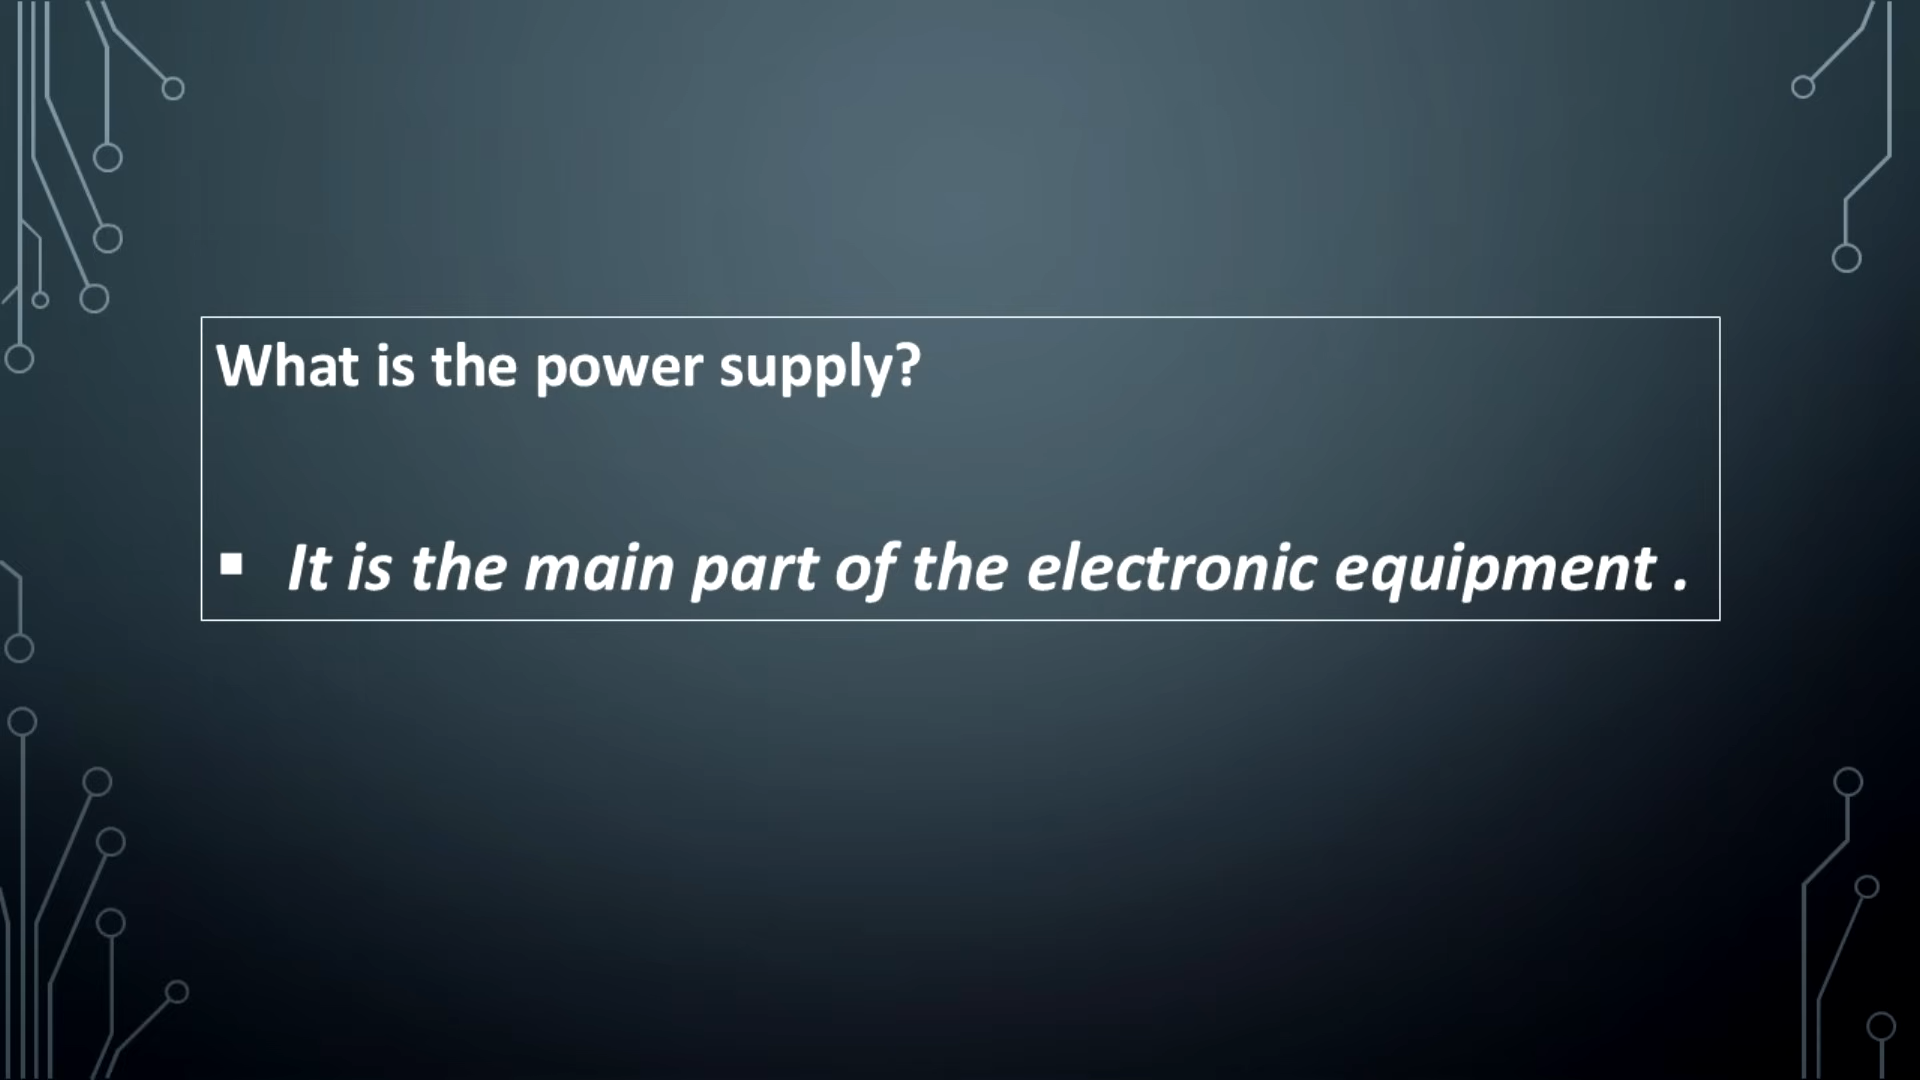 What is the power supply?
▪ It is the main part of the electronic equipment .